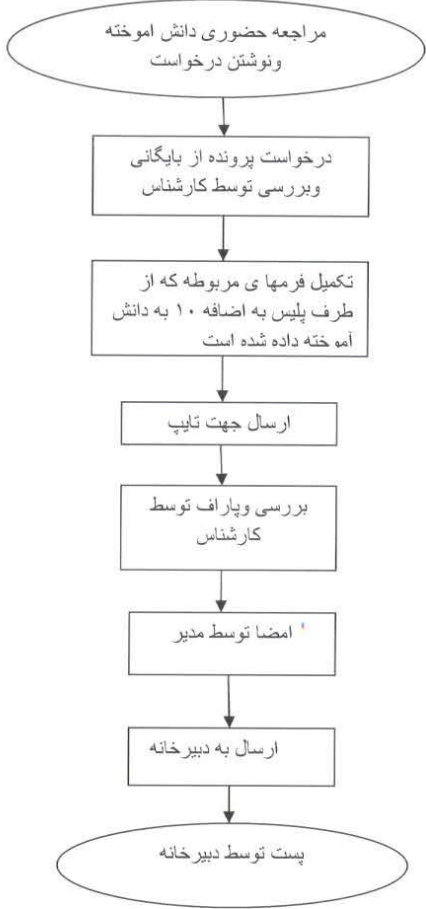 مراجعه حضوری دانش اموخته
ونوشتن درخواست
درخواست پرونده از بایگانی
وبررسی توسط کارشناس
تکمیل فرمها ی مربوطه که از
طرف پلیس به اضافه ۱۰ به دانش
آموخته داده شده است
ارسال جهت تایپ
بررسی وپاراف توسط
کارشناس
امضا توسط مدیر
ارسال به دبیرخانه
پست توسط دبیرخانه